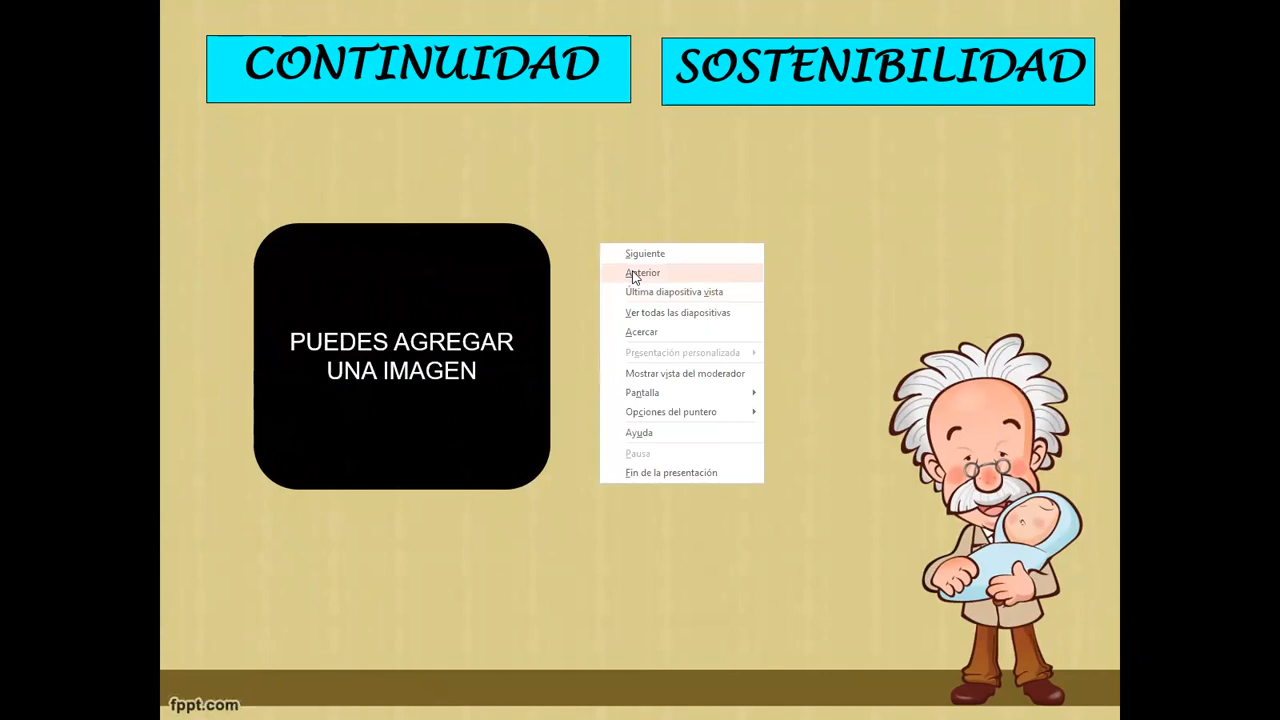 CONTINUIDAD
SOSTENIBILIDAD
PUEDES AGREGAR
UNA IMAGEN
Siguiente
Anterior
Última diapositiva vista
Ver todas las diapositivas
Acercar
Presentación personalizada
Mostrar vista del moderador
Pantalla
Opciones del puntero
Ayuda
Pausa
Fin de la presentación
fppt.com